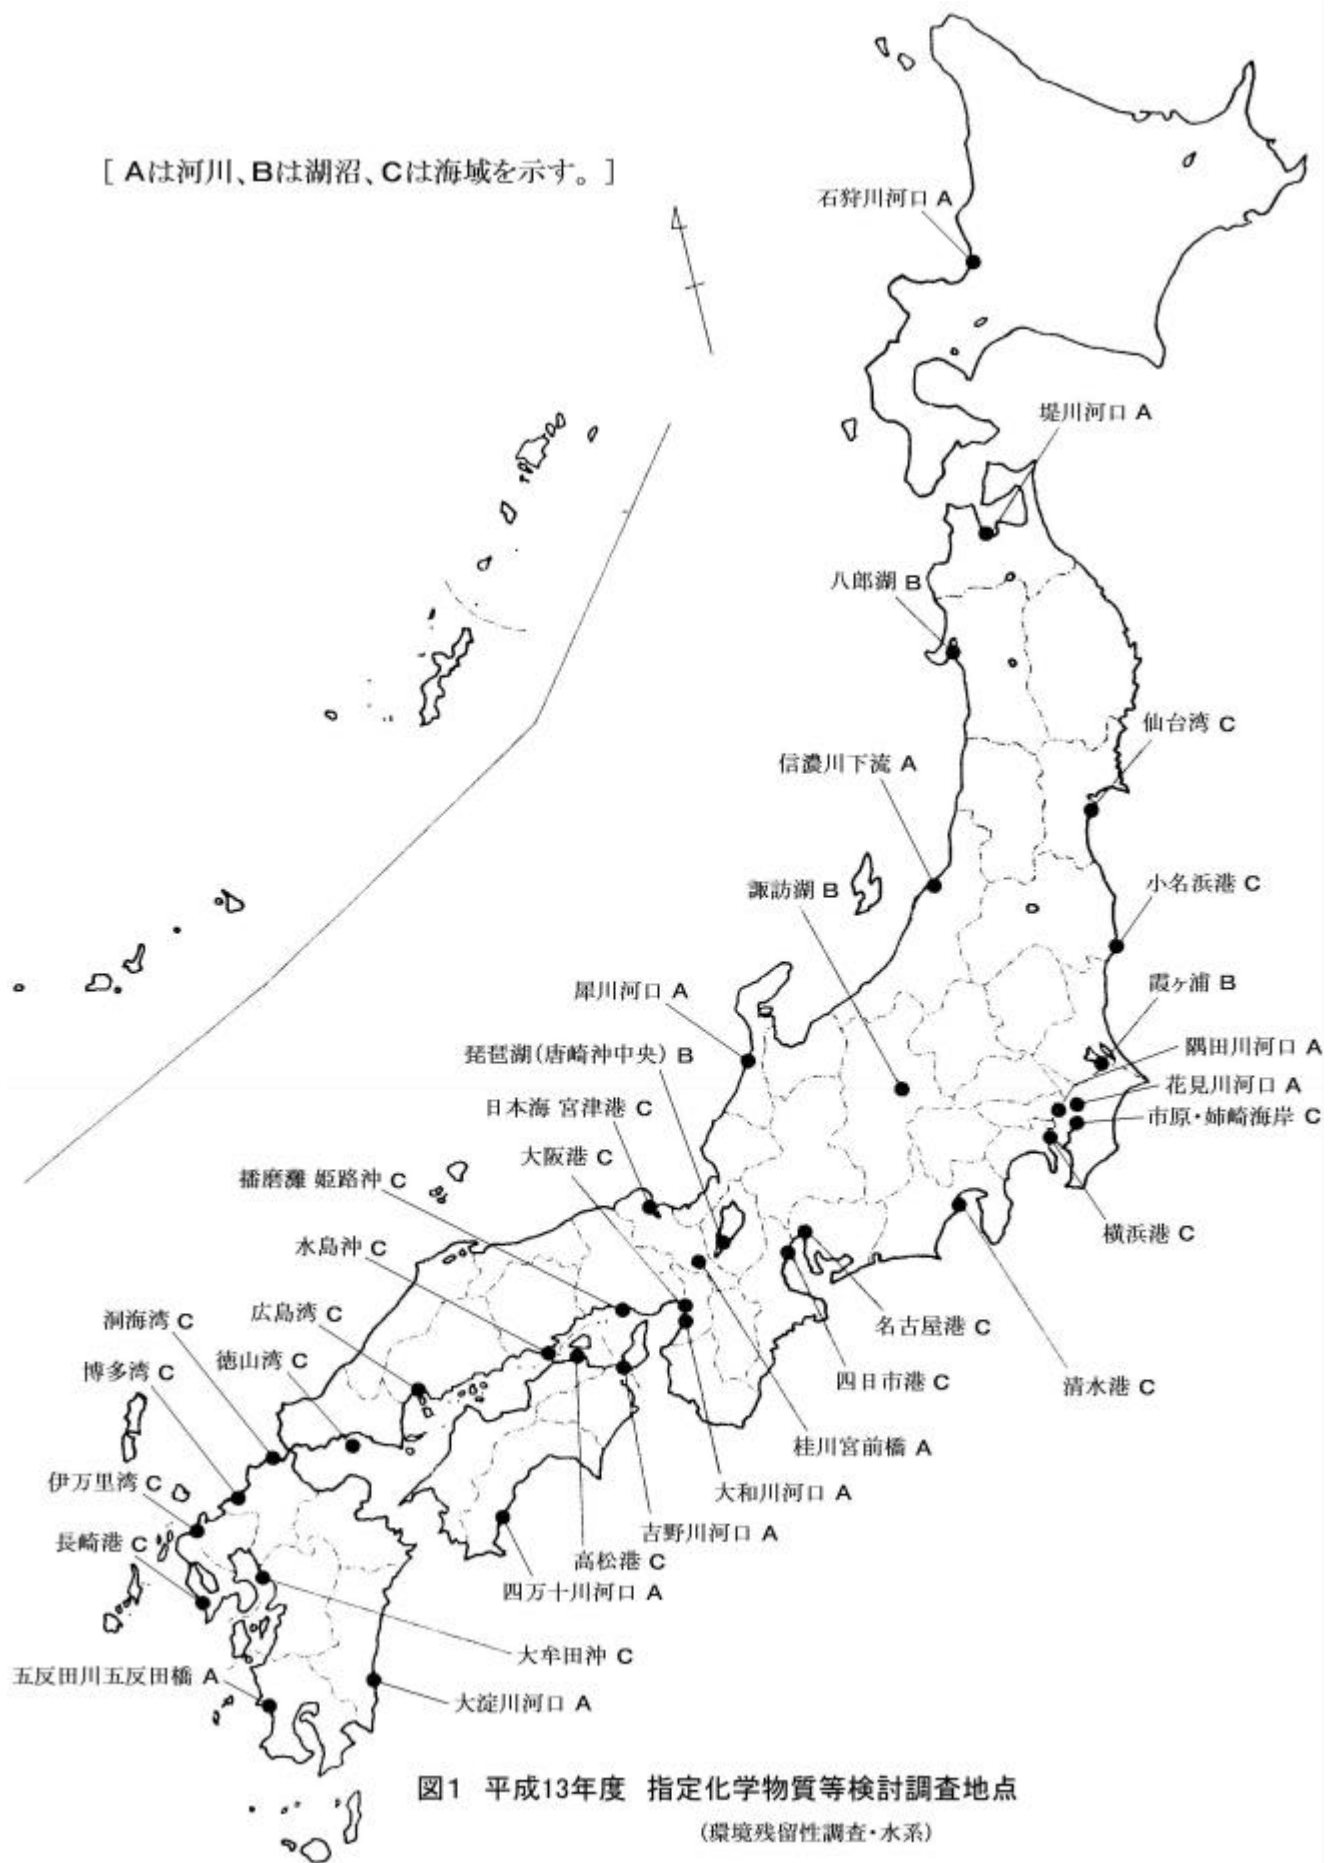 [ Aは河川、Bは湖沼、Cは海域を示す。]
石狩川河口 A
堤川河口 A
八郎湖 B
仙台湾 C
信濃川下流 A
諏訪湖 B
小名浜港 C
霞ヶ浦 B
犀川河口 A
隅田川河口 A
琵琶湖(唐崎沖中央) B
花見川河口 A
日本海 宮津港 C
市原・姉崎海岸 C
大阪港 C
播磨灘 姫路沖 C
横浜港 C
水島沖 C
広島湾 C
洞海湾 C
名古屋港 C
徳山湾 C
博多湾 C
四日市港 C
清水港 C
桂川宮前橋 A
伊万里湾 C
大和川河口 A
吉野川河口 A
長崎港 C
高松港 C
四万十川河口 A
大牟田沖 C
五反田川五反田橋 A
大淀川河口 A
図1 平成13年度 指定化学物質等検討調査地点
(環境残留性調査・水系)